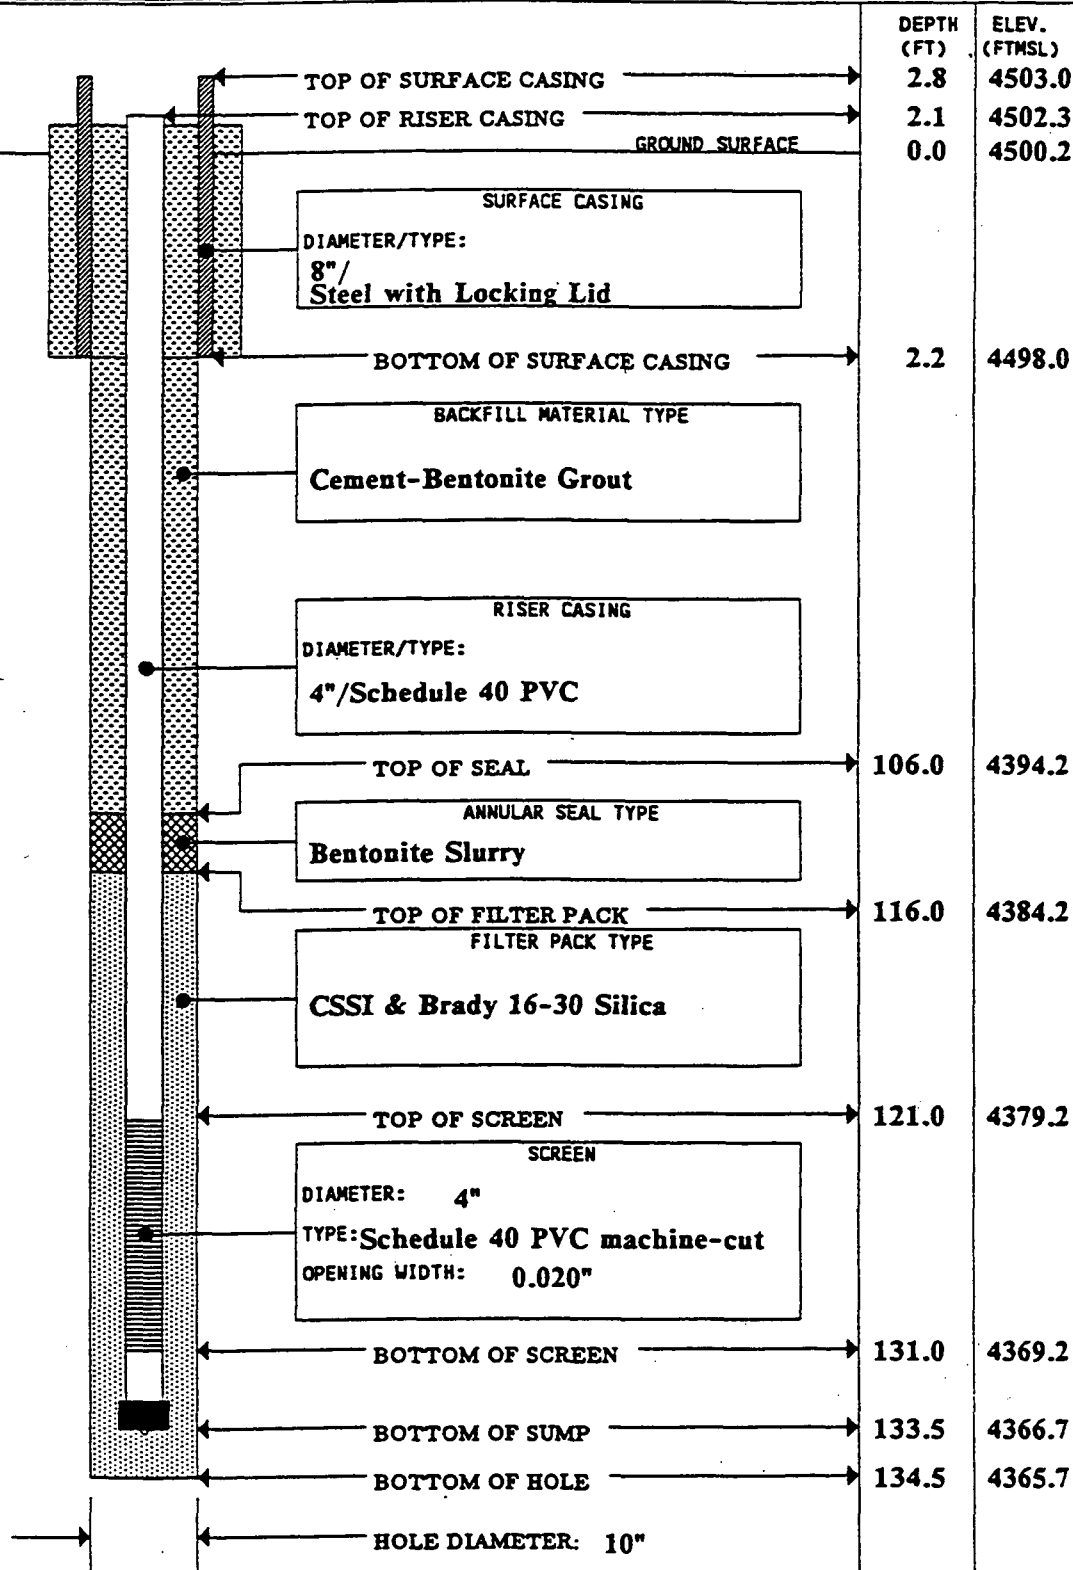 DEPTH ELEV.
(FT) (FTMSL)
TOP OF SURFACE CASING 2.8 4503.0
TOP OF RISER CASING 2.1 4502.3
GROUND SURFACE 0.0 4500.2
SURFACE CASING
DIAMETER/TYPE:
8"/
Steel with Locking Lid
BOTTOM OF SURFACE CASING 2.2 4498.0
BACKFILL MATERIAL TYPE
Cement-Bentonite Grout
RISER CASING
DIAMETER/TYPE:
4"/Schedule 40 PVC
TOP OF SEAL 106.0 4394.2
ANNULAR SEAL TYPE
Bentonite Slurry
TOP OF FILTER PACK 116.0 4384.2
FILTER PACK TYPE
CSSI & Brady 16-30 Silica
TOP OF SCREEN 121.0 4379.2
SCREEN
DIAMETER: 4"
TYPE: Schedule 40 PVC machine-cut
OPENING WIDTH: 0.020"
BOTTOM OF SCREEN 131.0 4369.2
BOTTOM OF SUMP 133.5 4366.7
BOTTOM OF HOLE 134.5 4365.7
HOLE DIAMETER: 10"